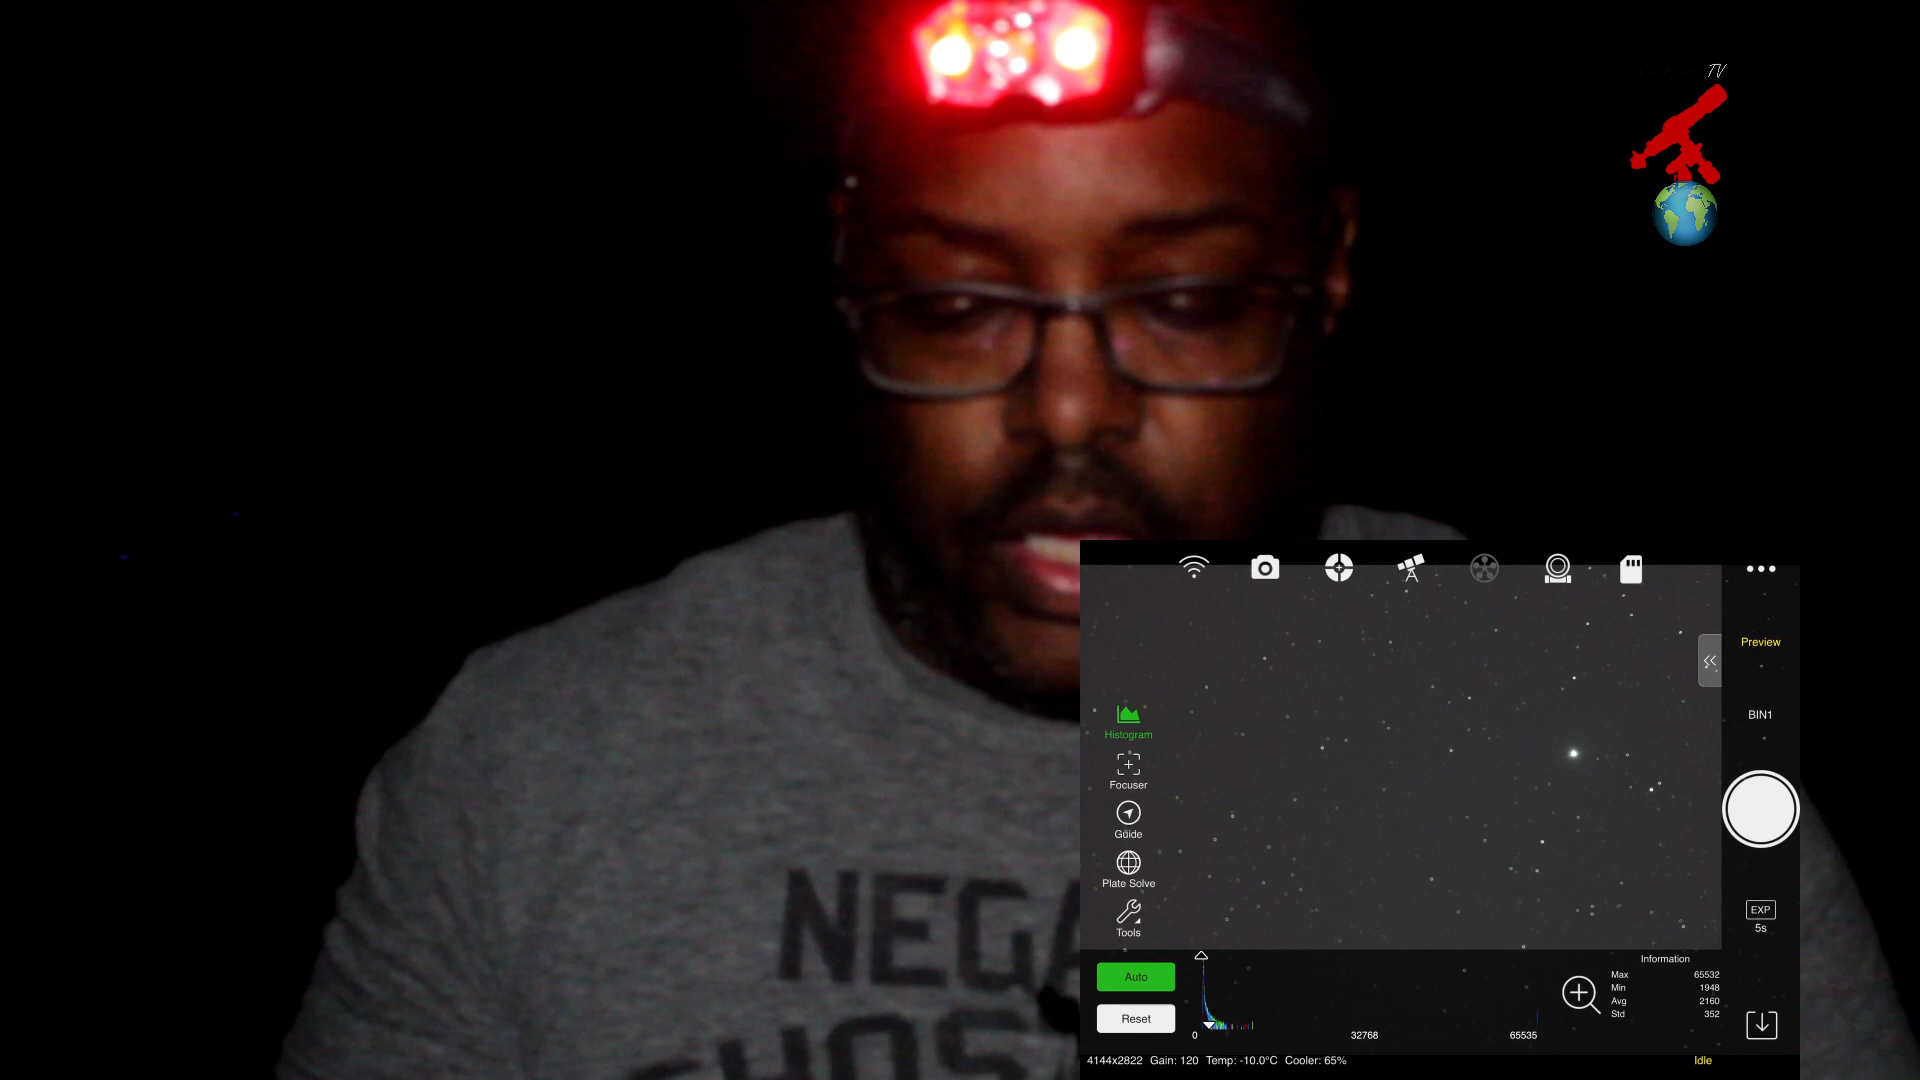 TV
Preview
BIN1
Histogram
Focuser
Guide
Plate Solve
Tools
EXP
5s
NEGA
Auto
Reset
0
32768
65535
Information
Max 65532
Min 1948
Avg 2160
Std 352
4144x2822 Gain: 120 Temp: -10.0°C Cooler: 65%
Idle